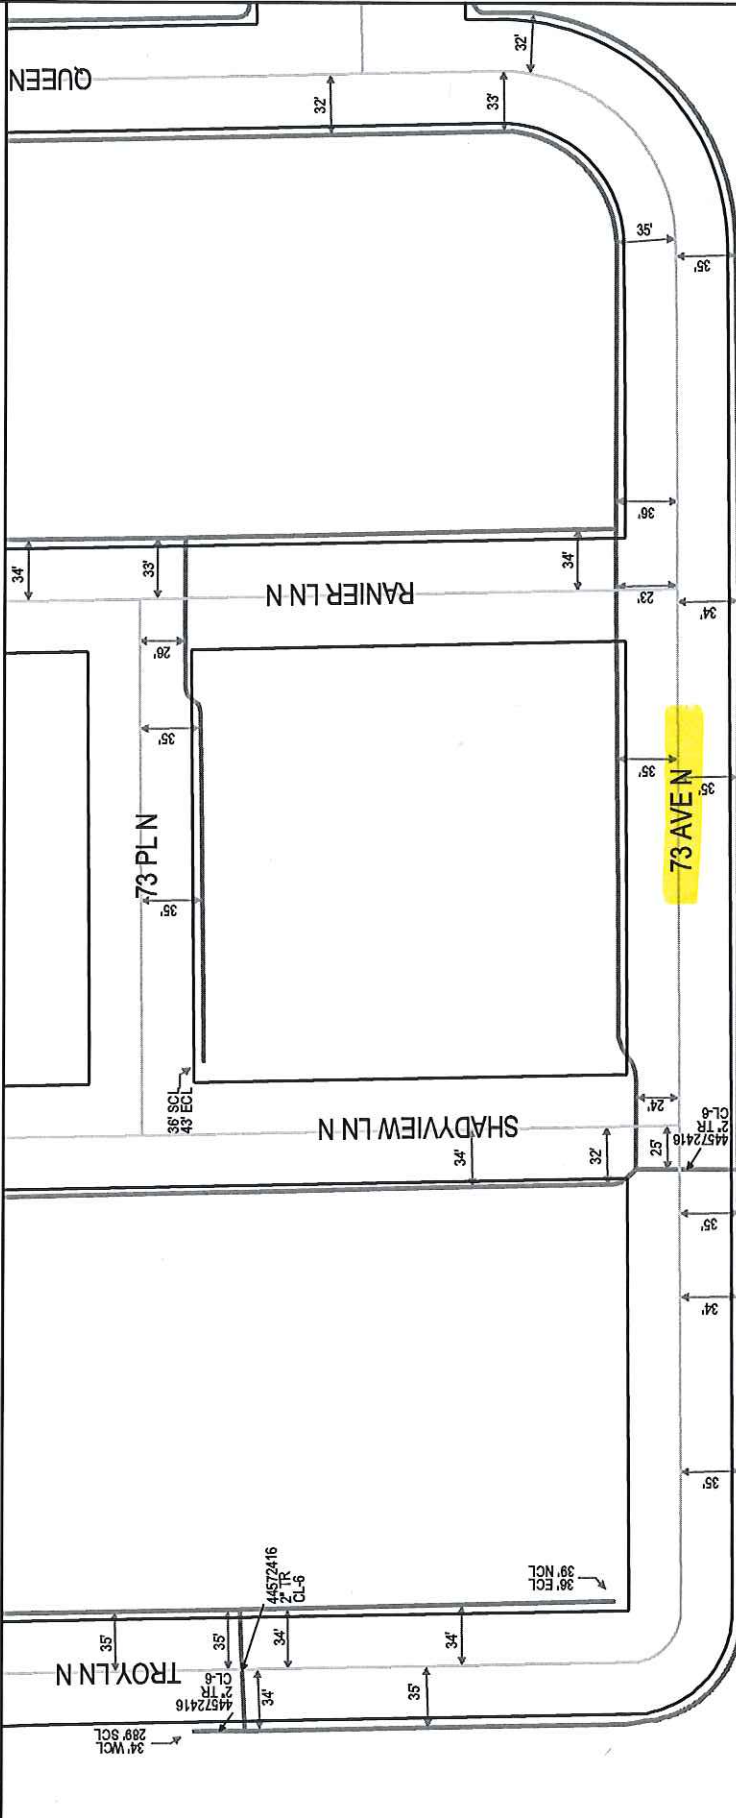 QUEEN
32'
32'
33'
35'
35'
36'
34'
33'
34'
RANIER LN N
23'
34'
26'
35'
35'
73 AVE N
35'
73 PL N
35'
36' SCL
43' ECL
SHADYVIEW LN N
34'
32'
24'
25'
44572416
2" TR
CL-6
35'
34'
35'
36' ECL
39' NCL
44572416
2" TR
CL-6
35'
35'
34'
34'
TROY LN N
44572416
2" TR
CL-6
34'
35'
34' WCL
289' SCL